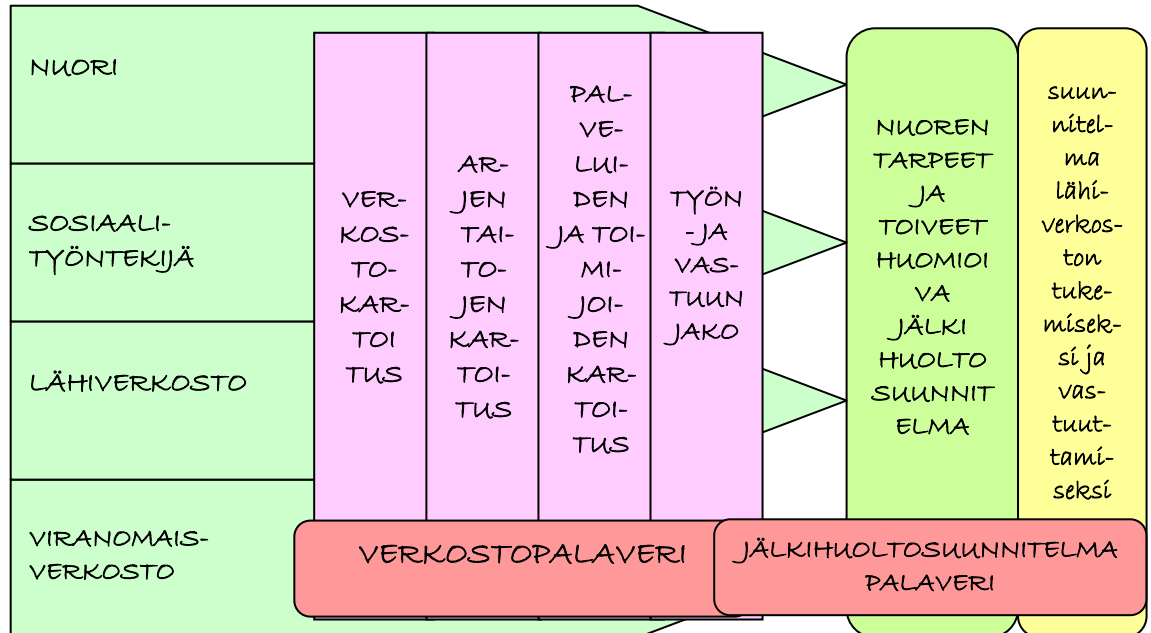 NUORI
SOSIAALI-
TYÖNTEKIJÄ
LÄHIVERKOSTO
VIRANOMAIS-
VERKOSTO
VER-
KOS-
TO-
KAR-
TOI
TUS
AR-
JEN
TAI-
TO-
JEN
KAR-
TOI-
TUS
PAL-
VE-
LUI-
DEN
JA TOI-
MI-
JOI-
DEN
KAR-
TOI-
TUS
TYÖN
-JA
VAS-
TUUN
JAKO
NUOREN
TARPEET
JA
TOIVEET
HUOMIOI
VA
JÄLKI
HUOLTO
SUUNNIT
ELMA
suun-
nitel-
ma
lähi-
verkos-
ton
tuke-
misek-
si ja
vas-
tuut-
tami-
seksi
VERKOSTOPALAVERI
JÄLKIHUOLTOSUUNNITELMA
PALAVERI